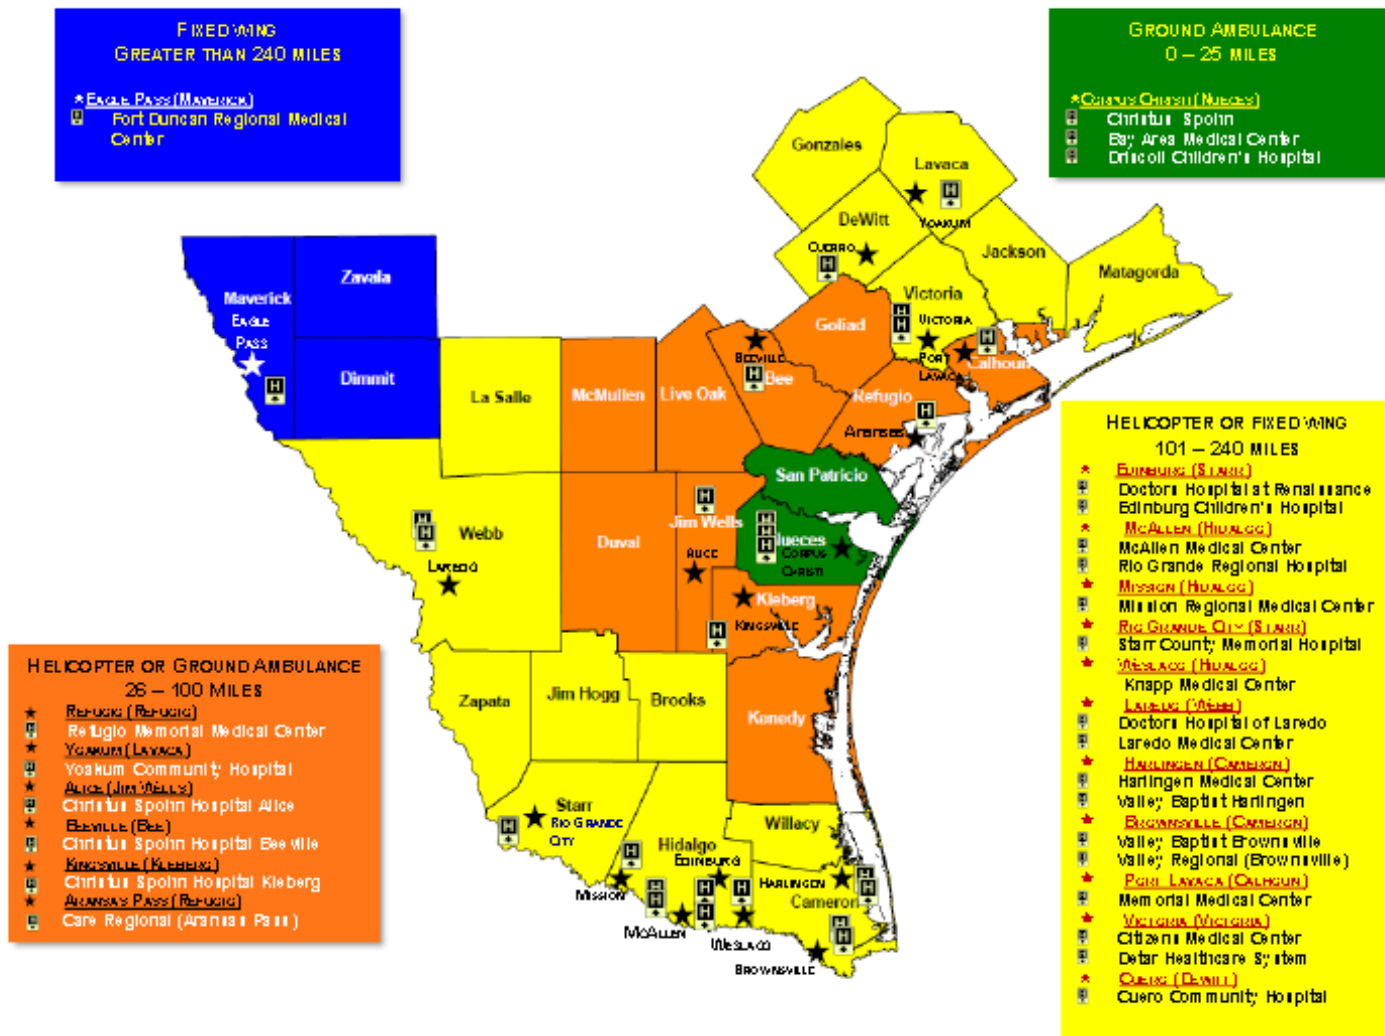 FIXED WING
GREATER THAN 240 MILES
EAGLE PASS (MAVERICK)
Fort Duncan Regional Medical
Center
GROUND AMBULANCE
0 – 25 MILES
CORPUS CHRISTI (NUECES)
Christus Spohn
Bay Area Medical Center
Driscoll Children's Hospital
Gonzales
Lavaca
YOAKUM
DeWitt
CUERRO
Jackson
Matagorda
Victoria
VICTORIA
Goliad
Zavala
Maverick
EAGLE
PASS
Dimmit
La Salle
McMullen
Live Oak
BEEVILLE
Bee
PORT
LAVACA
Calhoun
Refugio
Aransas
San Patricio
Nueces
CORPUS
CHRISTI
Webb
LAREDO
Duval
Jim Wells
ALICE
Kleberg
KINGSVILLE
Zapata
Jim Hogg
Brooks
Kenedy
Starr
RIO GRANDE
CITY
Hidalgo
EDINBURG
Willacy
HARLINGEN
Cameron
MISSION
MCALLEN
WESLACO
BROWNSVILLE
HELICOPTER OR GROUND AMBULANCE
26 – 100 MILES
REFUGIO (REFUGIO)
Refugio Memorial Medical Center
YOAKUM (LAVACA)
Yoakum Community Hospital
ALICE (JIM WELLS)
Christus Spohn Hospital Alice
BEEVILLE (BEE)
Christus Spohn Hospital Beeville
KINGSVILLE (KLEBERG)
Christus Spohn Hospital Kleberg
ARANSAS PASS (REFUGIO)
Care Regional (Aransas Pass)
HELICOPTER OR FIXED WING
101 – 240 MILES
EDINBURG (STARR)
Doctors Hospital at Renaissance
Edinburg Children's Hospital
MCALLEN (HIDALGO)
McAllen Medical Center
Rio Grande Regional Hospital
MISSION (HIDALGO)
Mission Regional Medical Center
RIO GRANDE CITY (STARR)
Starr County Memorial Hospital
WESLACO (HIDALGO)
Knapp Medical Center
LAREDO (WEBB)
Doctors Hospital of Laredo
Laredo Medical Center
HARLINGEN (CAMERON)
Harlingen Medical Center
Valley Baptist Harlingen
BROWNSVILLE (CAMERON)
Valley Baptist Brownsville
Valley Regional (Brownsville)
PORT LAVACA (CALHOUN)
Memorial Medical Center
VICTORIA (VICTORIA)
Citizens Medical Center
Detar Healthcare System
CUERO (DEWITT)
Cuero Community Hospital